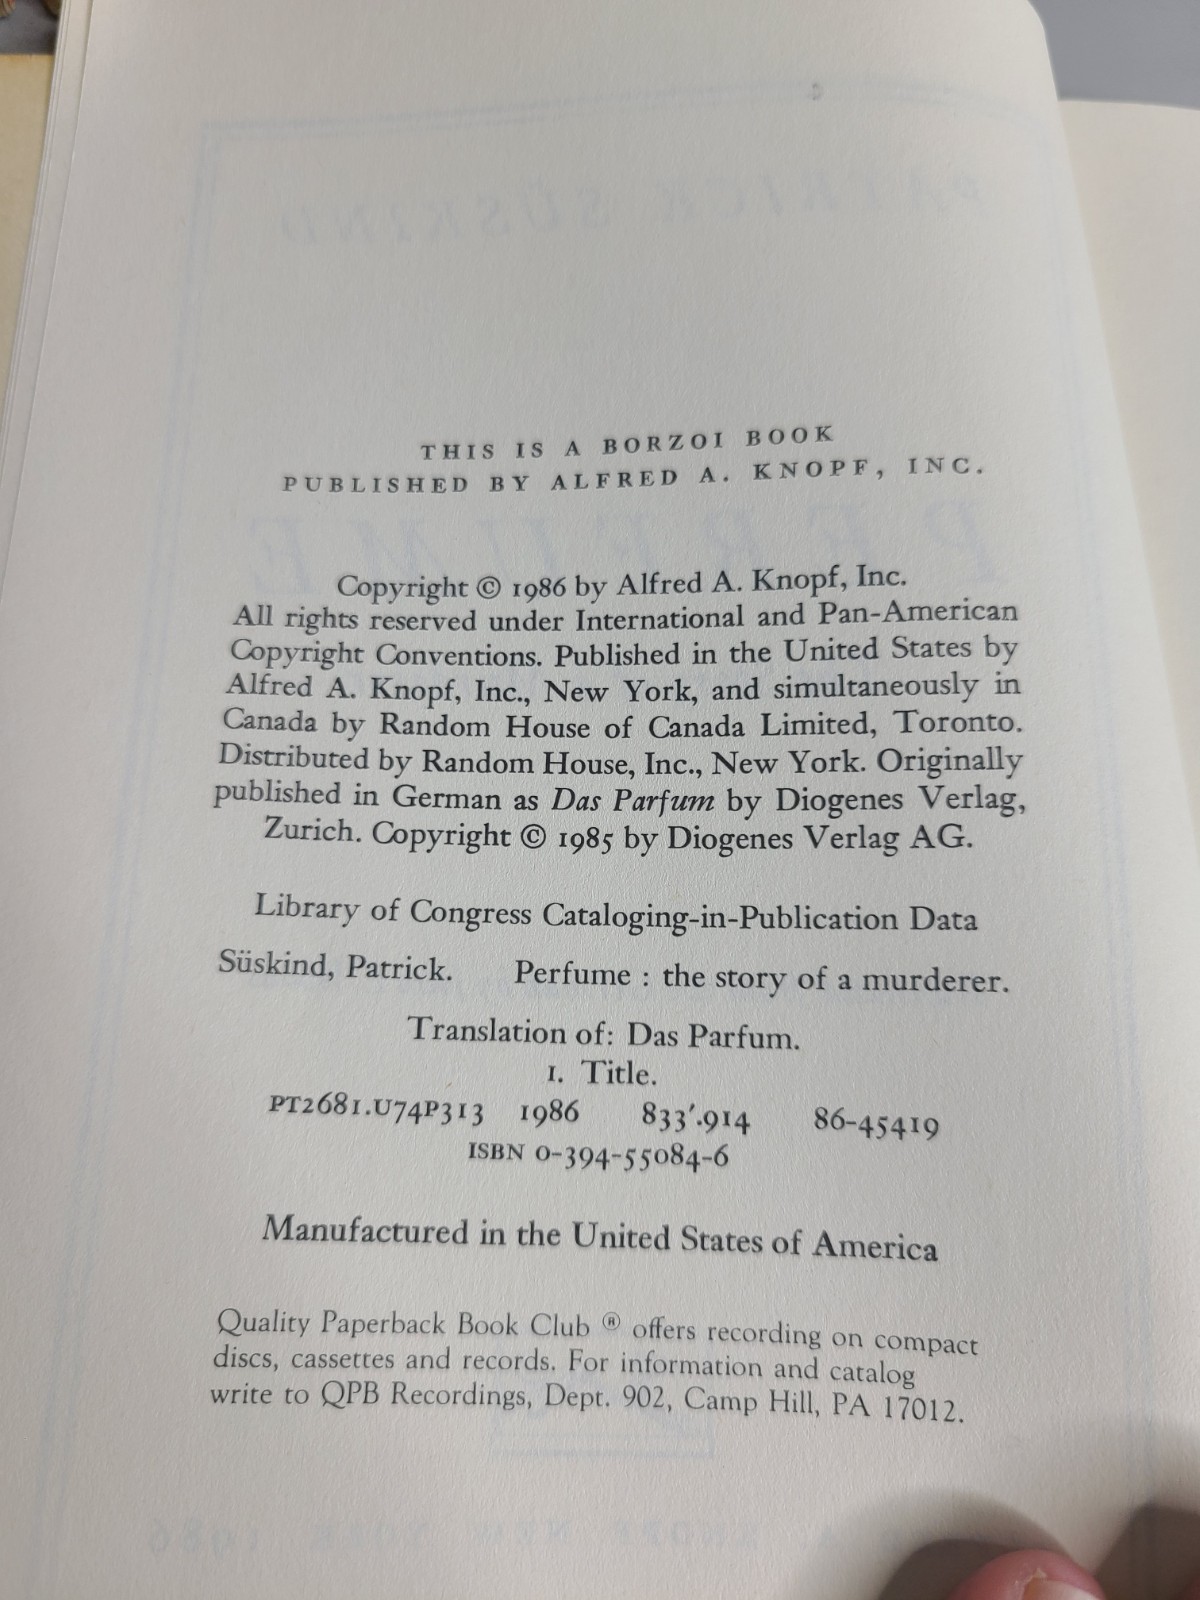 THIS IS A BORZOI BOOK
PUBLISHED BY ALFRED A. KNOPF, INC.
Copyright © 1986 by Alfred A. Knopf, Inc.
All rights reserved under International and Pan-American
Copyright Conventions. Published in the United States by
Alfred A. Knopf, Inc., New York, and simultaneously in
Canada by Random House of Canada Limited, Toronto.
Distributed by Random House, Inc., New York. Originally
published in German as Das Parfum by Diogenes Verlag,
Zurich. Copyright © 1985 by Diogenes Verlag AG.
Library of Congress Cataloging-in-Publication Data
Süskind, Patrick. Perfume : the story of a murderer.
Translation of: Das Parfum.
1. Title.
PT2681.U74P313 1986 833'.914 86-45419
ISBN 0-394-55084-6
Manufactured in the United States of America
Quality Paperback Book Club ® offers recording on compact
discs, cassettes and records. For information and catalog
write to QPB Recordings, Dept. 902, Camp Hill, PA 17012.